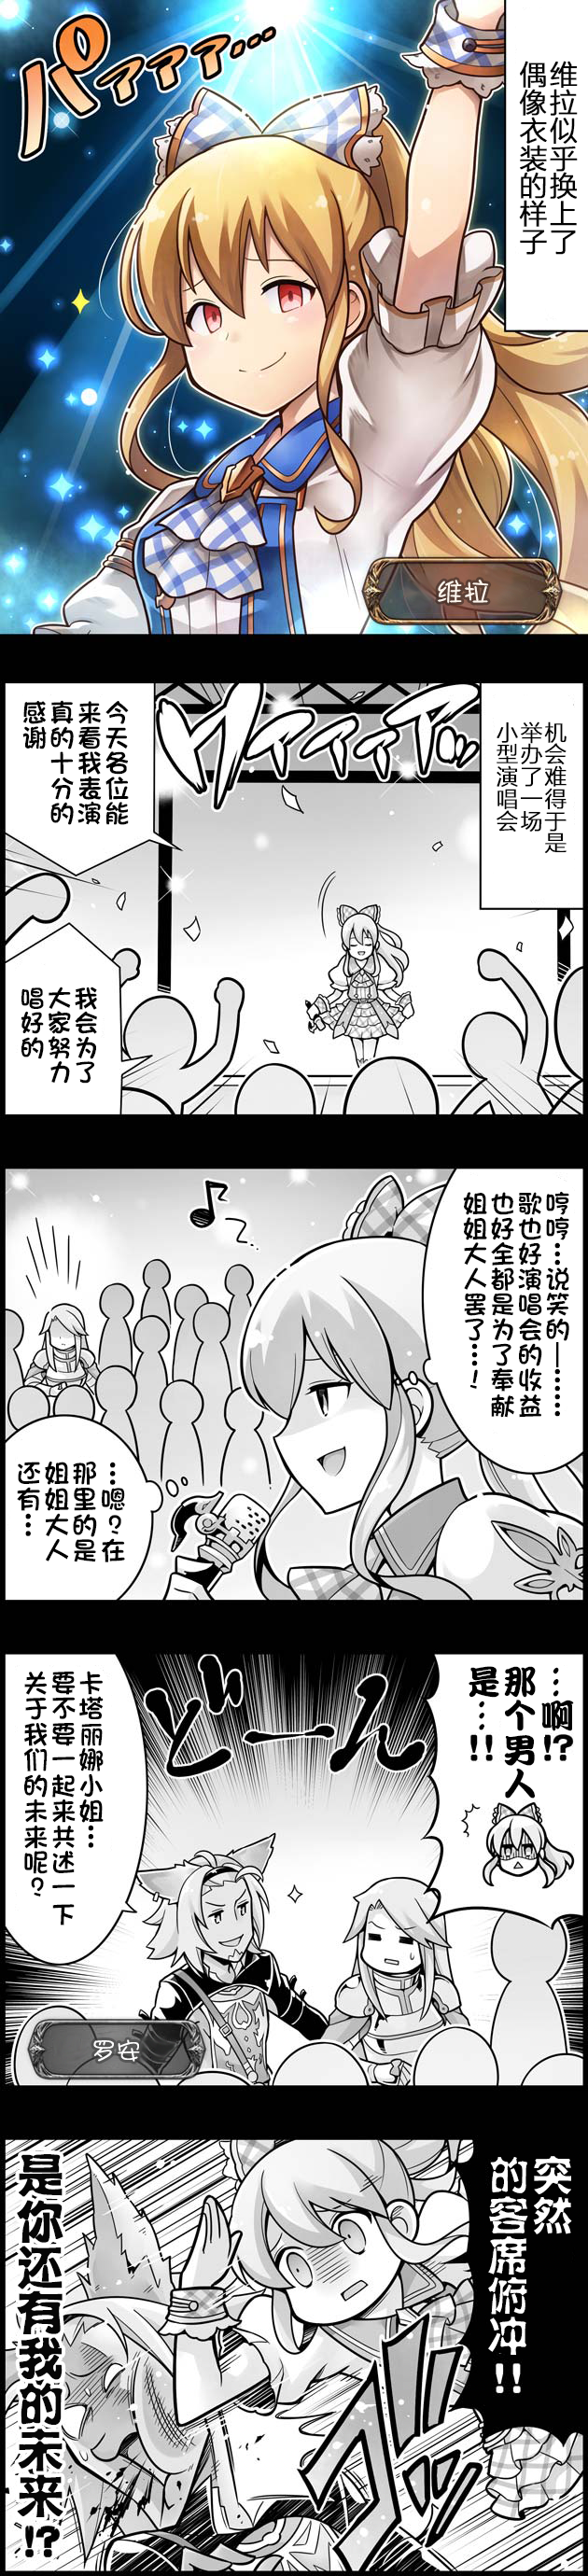 维拉似乎换上了
偶像衣装的样子
パァァァァ…
维拉
机会难得于是
举办了一场
小型演唱会
ワァァァァアッ
今天各位能
来看我表演
真的十分的
感谢
我会为了
大家努力
唱好的
哼哼…说笑的——……
歌也好演唱会的收益
也好全都是为了奉献
姐姐大人罢了…!
…嗯?在
那里的是
姐姐大人
还有…
…啊!?
那个男人
是…!!
どーん
卡塔丽娜小姐…
要不要一起来共述一下
关于我们的未来呢?
罗安
突然
的客席俯冲!!
是你还有我的未来!?